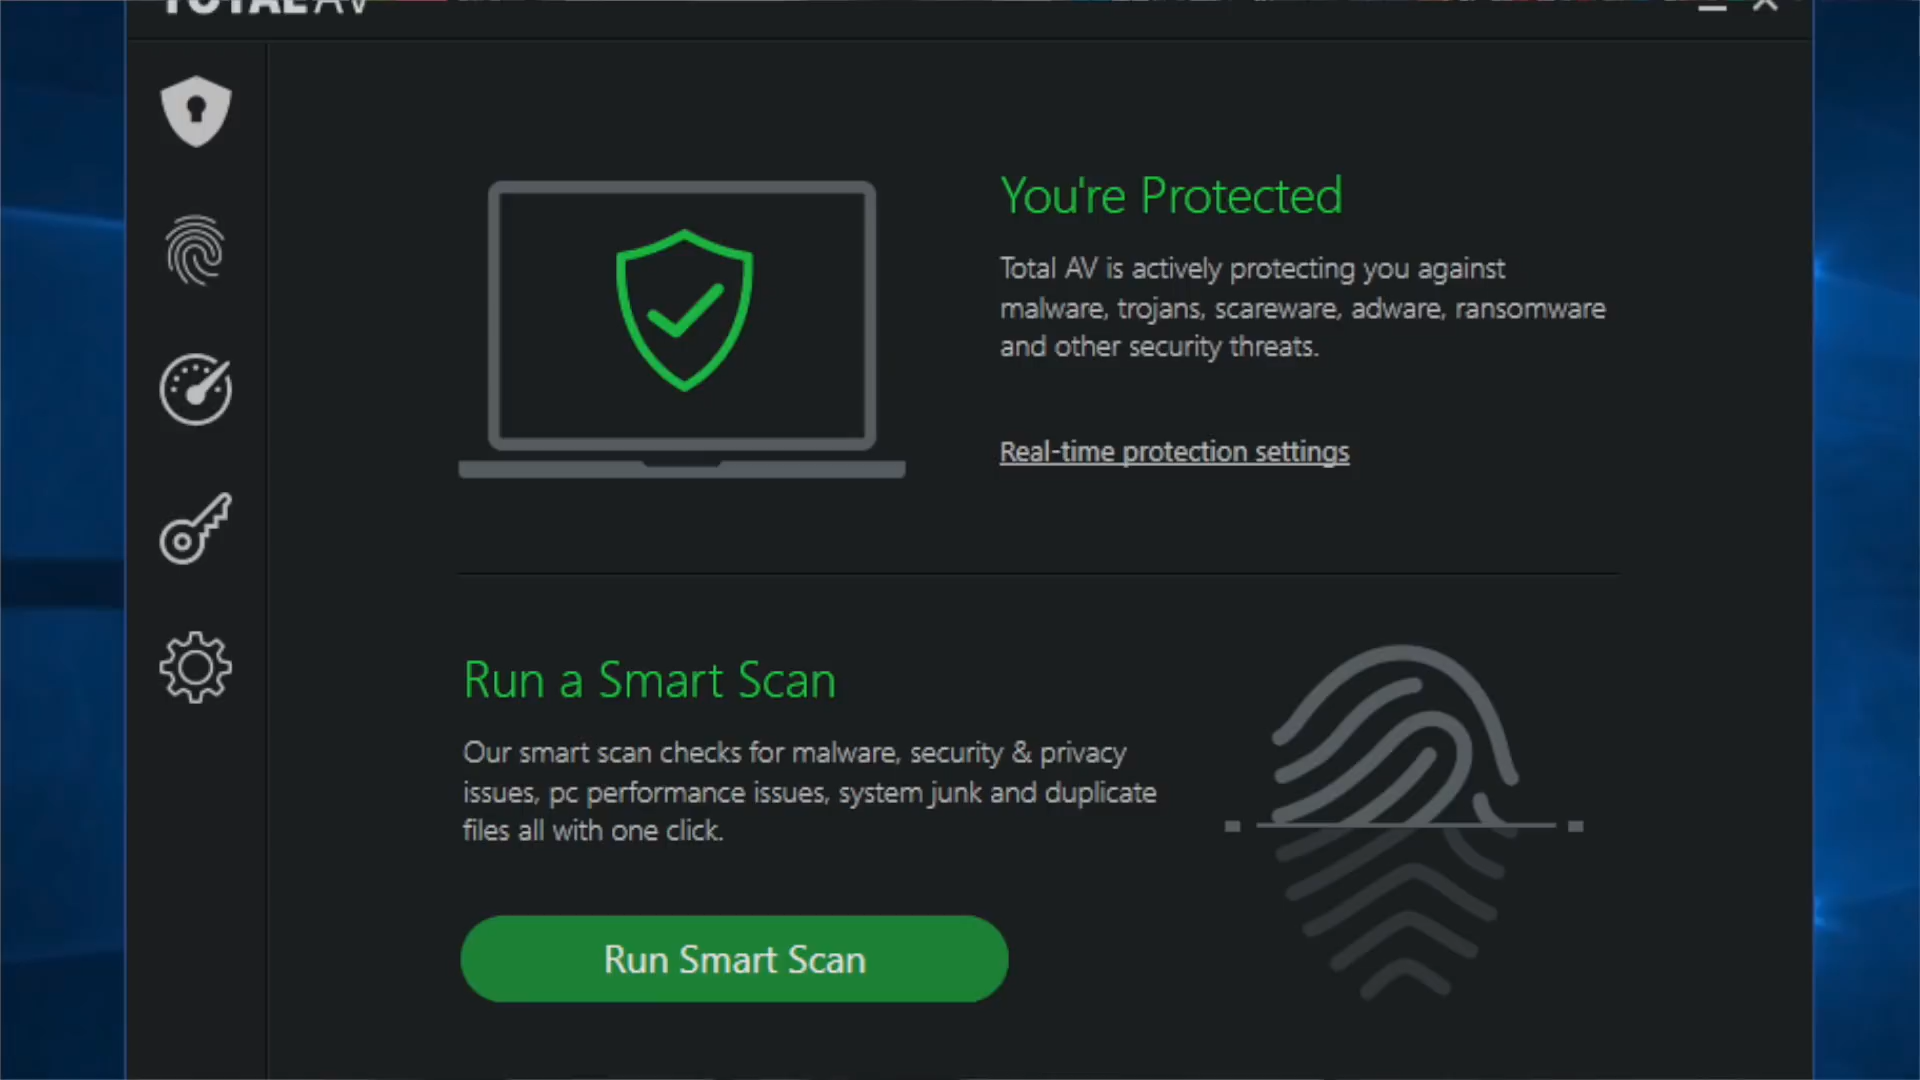 TOTAL AV
You're Protected
Total AV is actively protecting you against
malware, trojans, scareware, adware, ransomware
and other security threats.
Real-time protection settings
Run a Smart Scan
Our smart scan checks for malware, security & privacy
issues, pc performance issues, system junk and duplicate
files all with one click.
Run Smart Scan